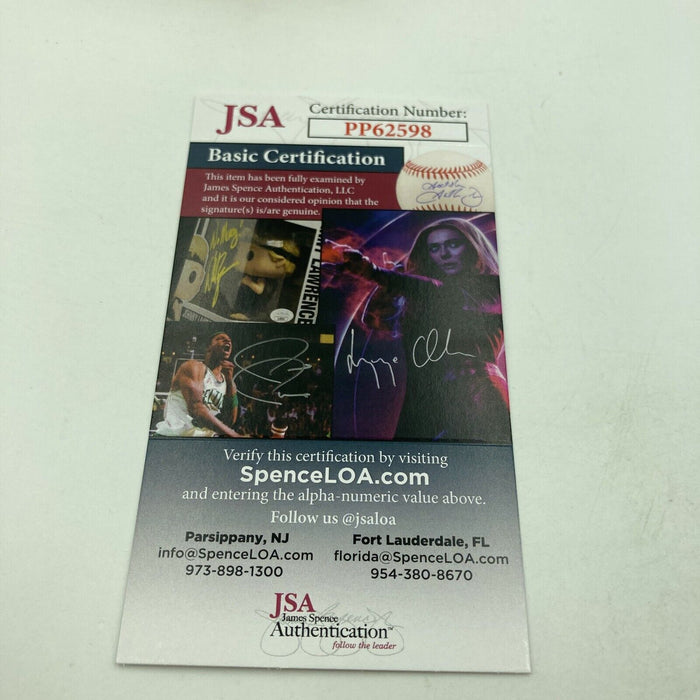 JSA
Certification Number:
PP62598
Basic Certification
This item has been fully examined by
James Spence Authentication, LLC
and it is our considered opinion that the
signature(s) is/are genuine.
LAWRENCE
Verify this certification by visiting
SpenceLOA.com
and entering the alpha-numeric value above.
Follow us @jsaloa
Parsippany, NJ
info@SpenceLOA.com
973-898-1300
Fort Lauderdale, FL
florida@SpenceLOA.com
954-380-8670
JSA
James Spence
Authentication™
follow the leader